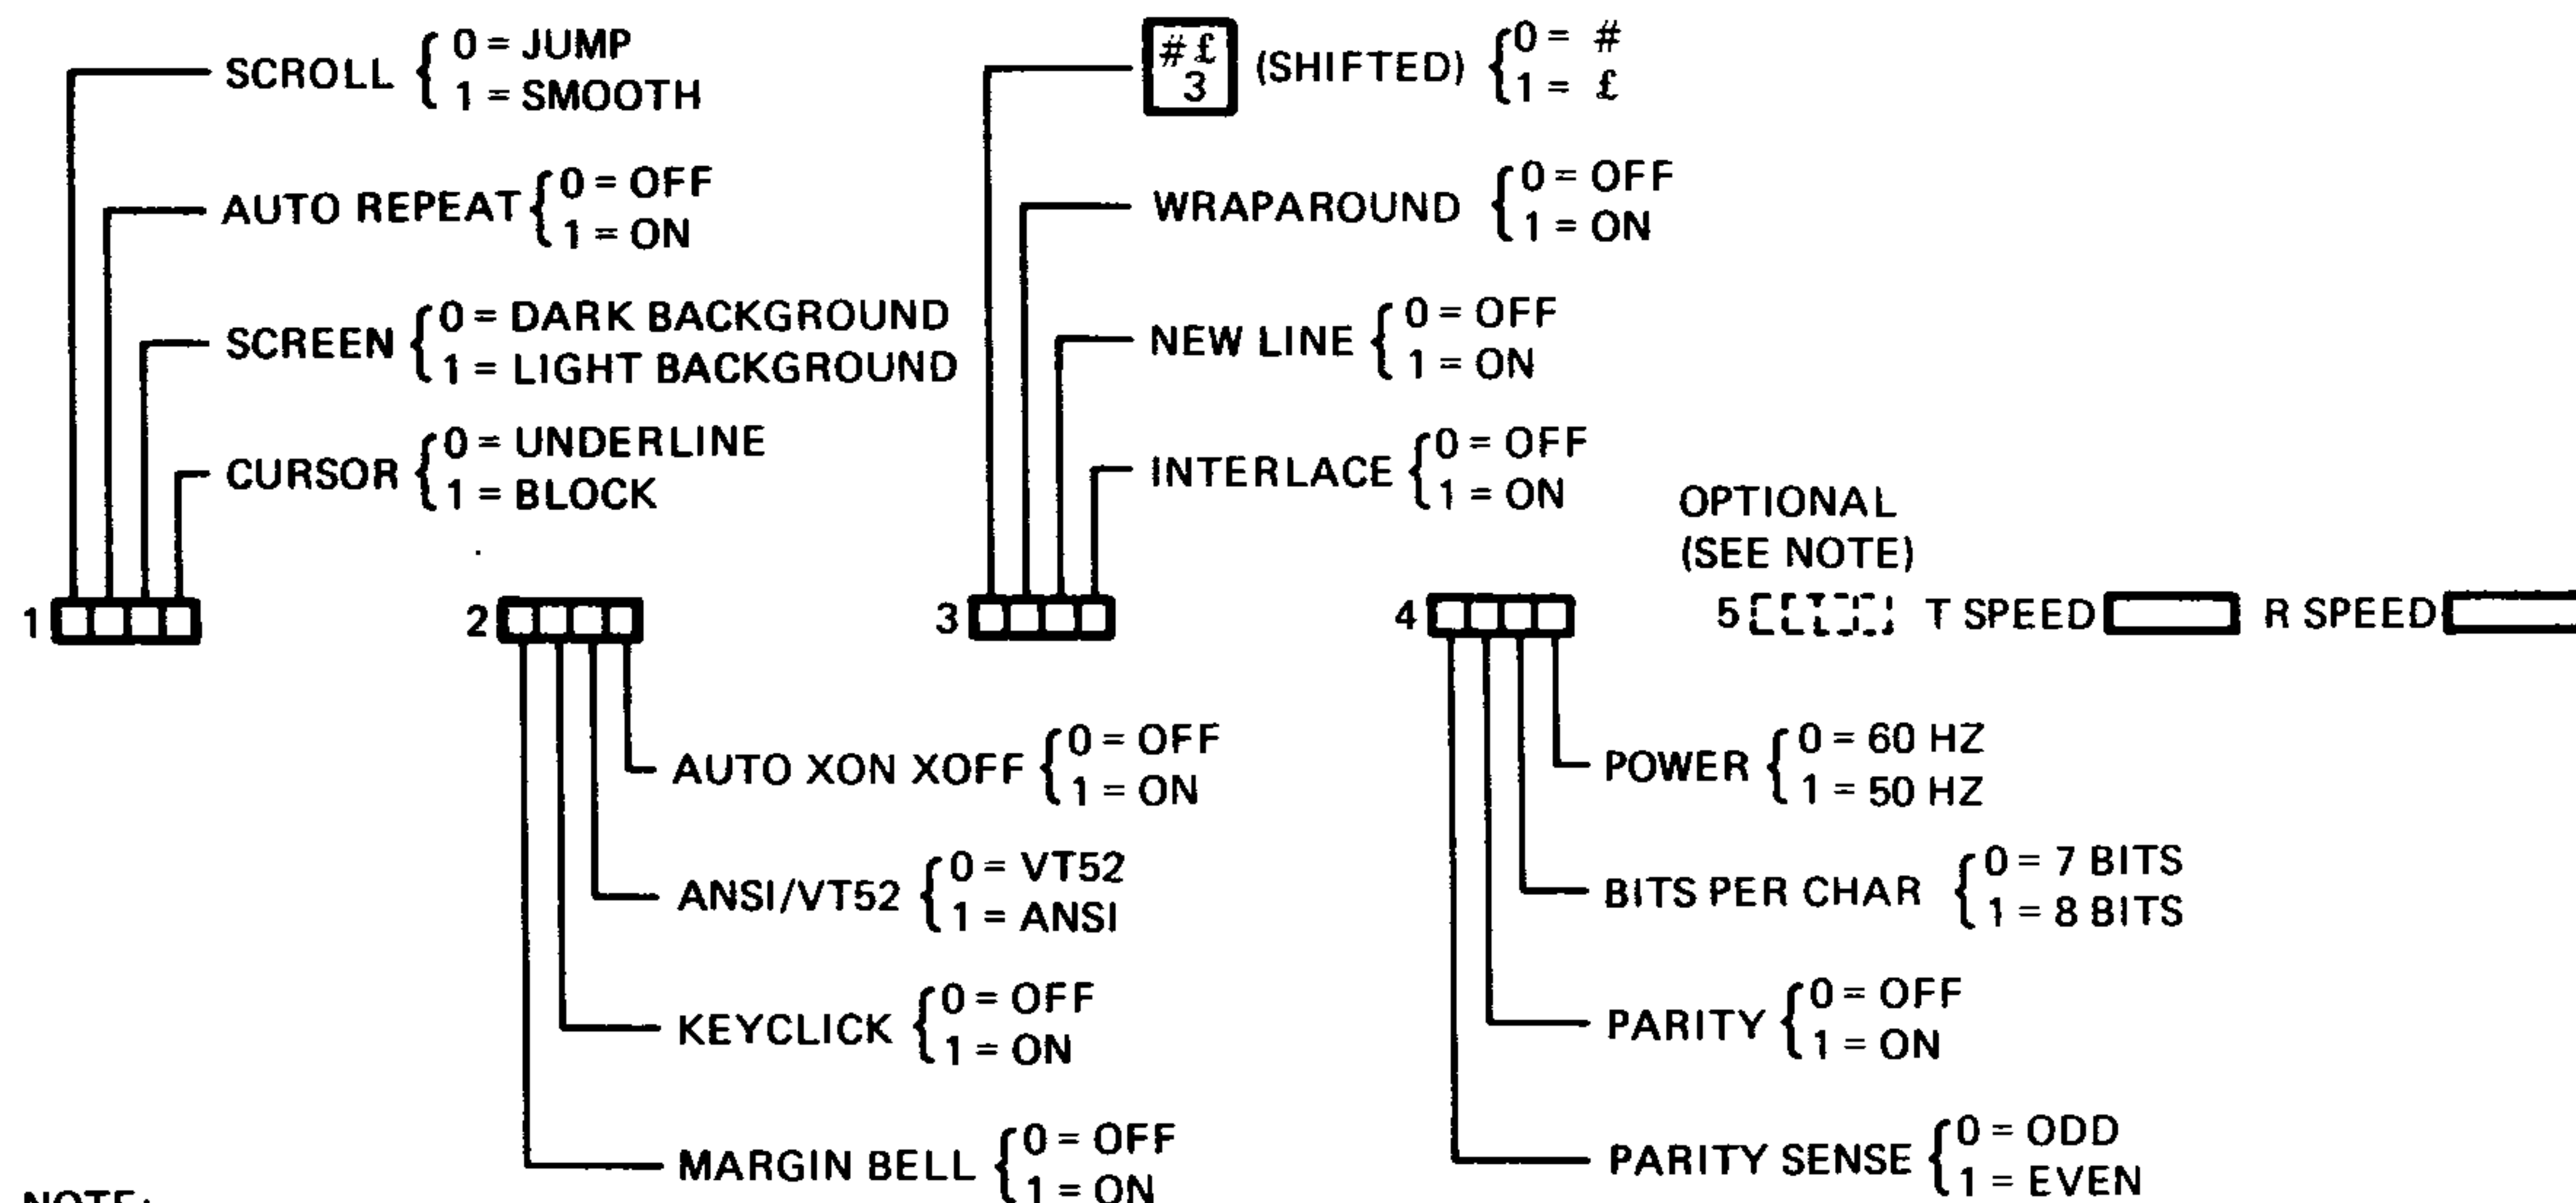 SCROLL { 0 = JUMP
1 = SMOOTH
AUTO REPEAT { 0 = OFF
1 = ON
SCREEN { 0 = DARK BACKGROUND
1 = LIGHT BACKGROUND
CURSOR { 0 = UNDERLINE
1 = BLOCK
1
2
AUTO XON XOFF { 0 = OFF
1 = ON
ANSI/VT52 { 0 = VT52
1 = ANSI
KEYCLICK { 0 = OFF
1 = ON
MARGIN BELL { 0 = OFF
1 = ON
# £
3
(SHIFTED) { 0 = #
1 = £
WRAPAROUND { 0 = OFF
1 = ON
NEW LINE { 0 = OFF
1 = ON
INTERLACE { 0 = OFF
1 = ON
3
4
POWER { 0 = 60 HZ
1 = 50 HZ
BITS PER CHAR { 0 = 7 BITS
1 = 8 BITS
PARITY { 0 = OFF
1 = ON
PARITY SENSE { 0 = ODD
1 = EVEN
OPTIONAL
(SEE NOTE)
5 T SPEED R SPEED
NOTE: